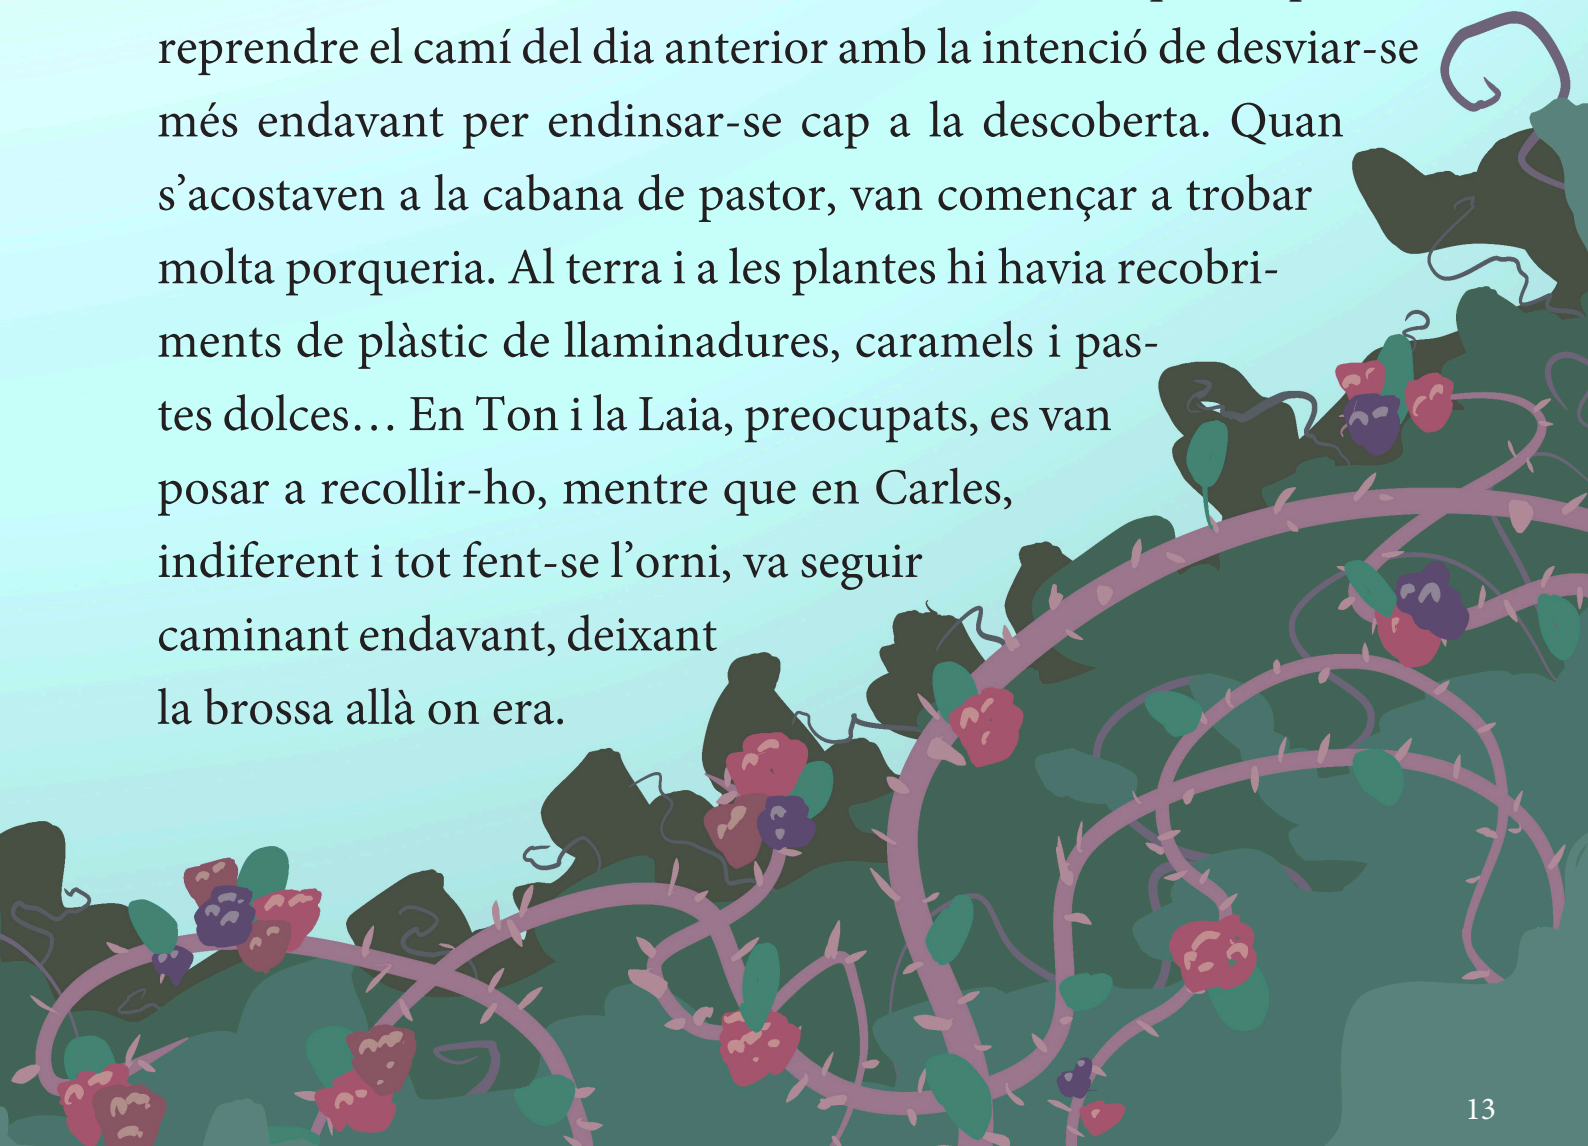 reprendre el camí del dia anterior amb la intenció de desviar-se
més endavant per endinsar-se cap a la descoberta. Quan
s’acostaven a la cabana de pastor, van començar a trobar
molta porqueria. Al terra i a les plantes hi havia recobri-
ments de plàstic de llaminadures, caramels i pas-
tes dolces… En Ton i la Laia, preocupats, es van
posar a recollir-ho, mentre que en Carles,
indiferent i tot fent-se l’orni, va seguir
caminant endavant, deixant
la brossa allà on era.
13